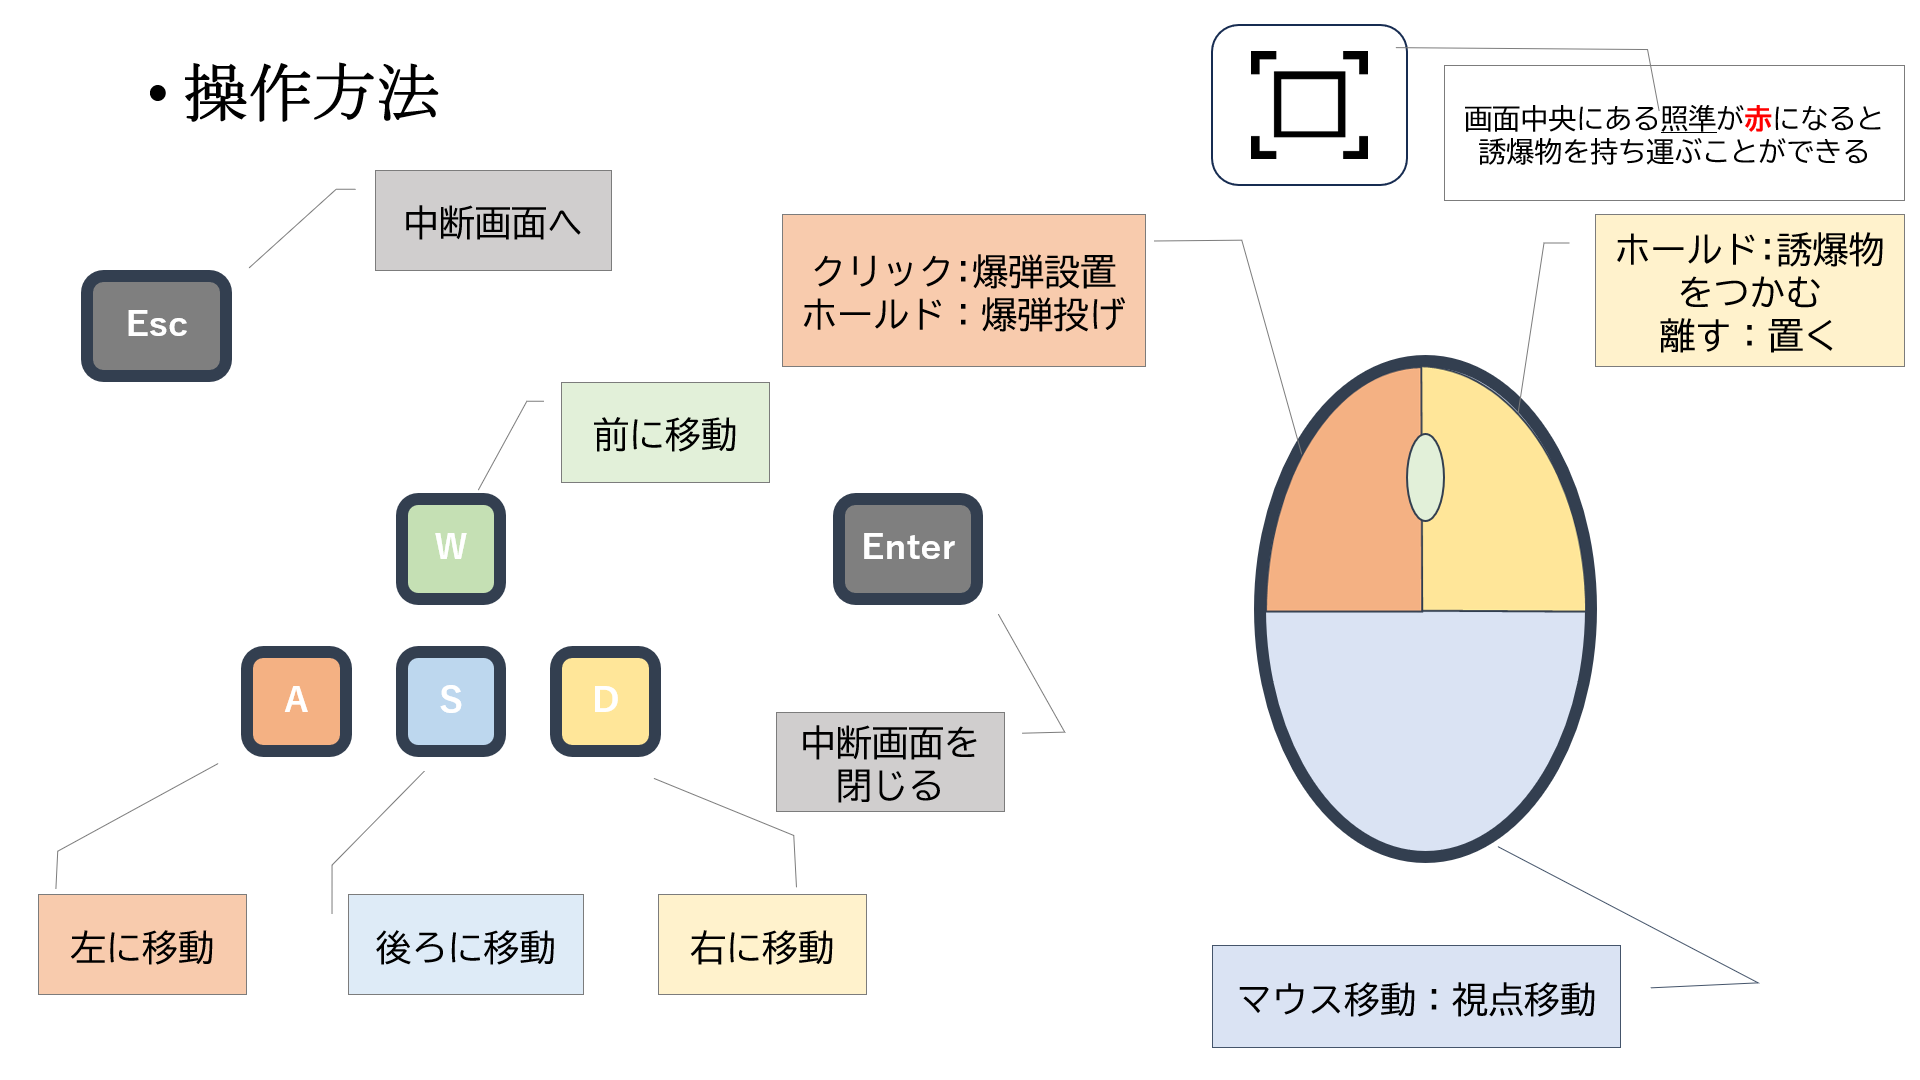 • 操作方法
画面中央にある照準が赤になると
誘爆物を持ち運ぶことができる
中断画面へ
Esc
クリック:爆弾設置
ホールド：爆弾投げ
ホールド:誘爆物
をつかむ
離す：置く
前に移動
W
Enter
A
S
D
中断画面を
閉じる
左に移動
後ろに移動
右に移動
マウス移動：視点移動